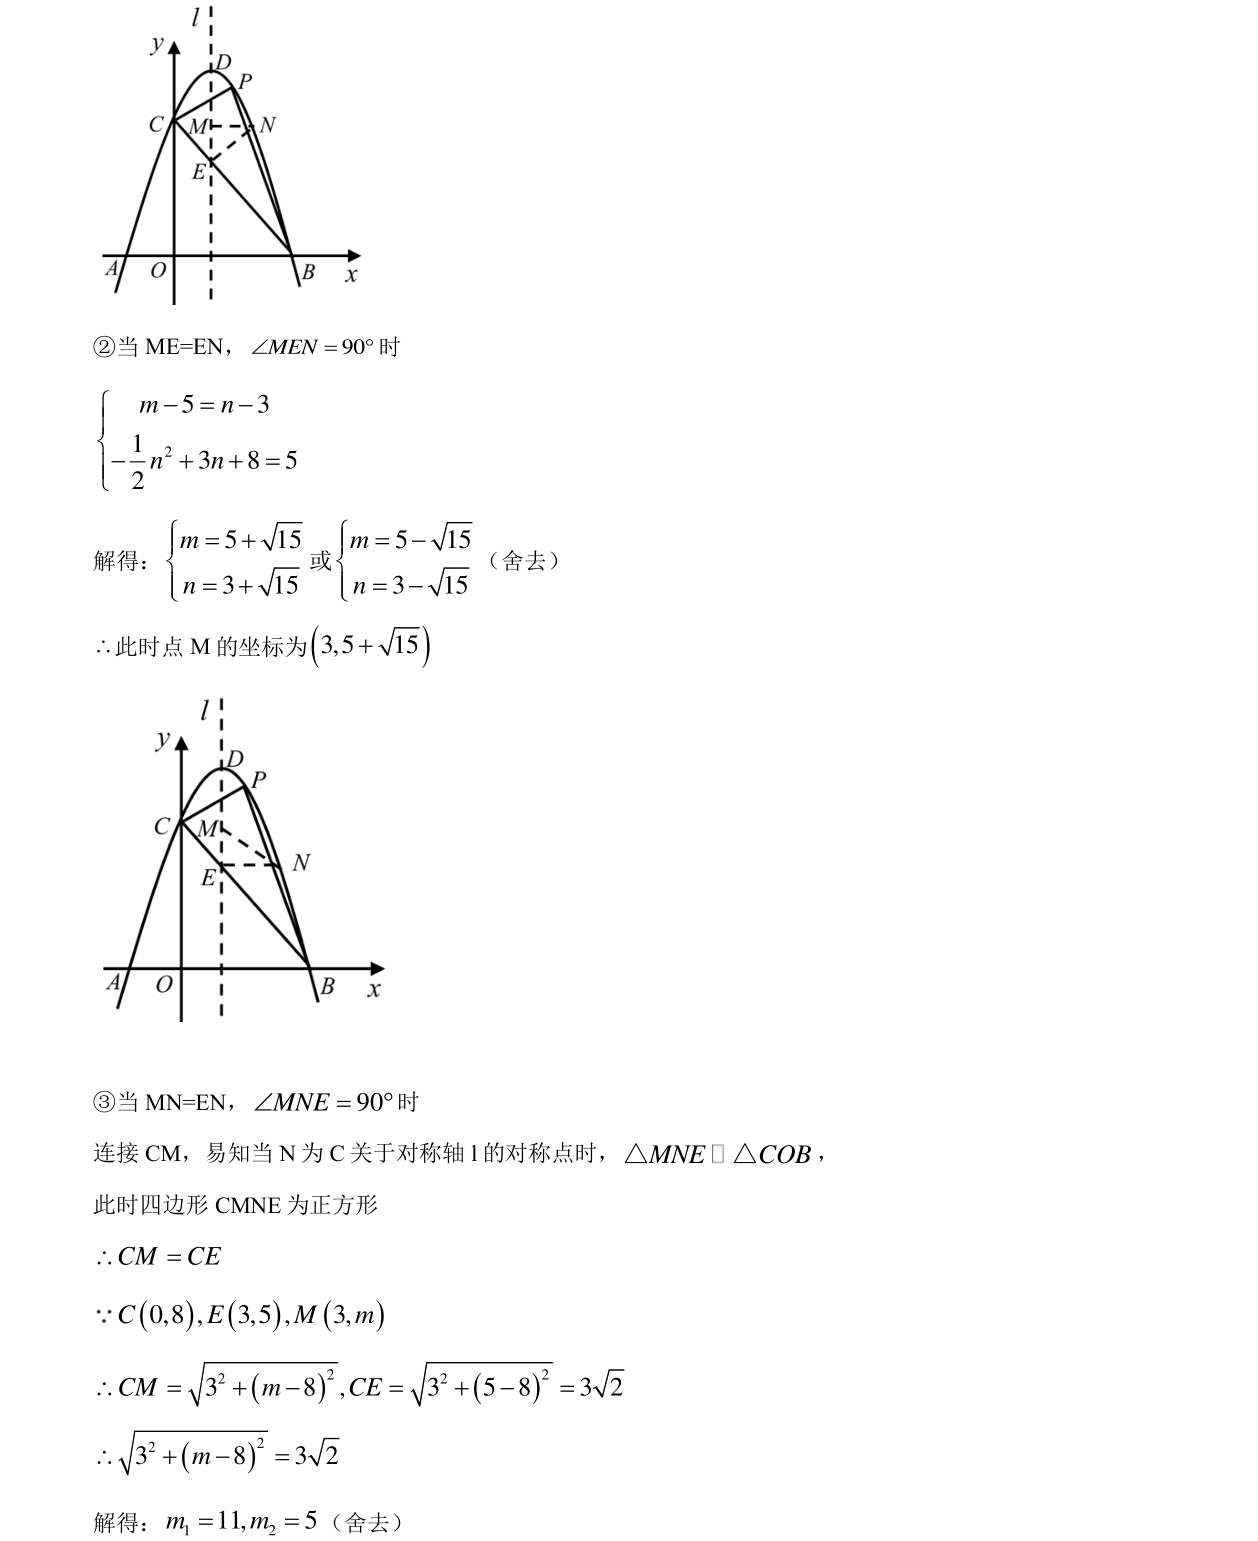 l
y
D
P
C
M
N
E
A
O
B
x
②当 ME=EN，∠MEN = 90° 时
{ m − 5 = n − 3
−1/2 n² + 3n + 8 = 5
解得：{ m = 5 + √15 或 { m = 5 − √15 （舍去）
n = 3 + √15 n = 3 − √15
∴此时点 M 的坐标为(3,5 + √15)
l
y
D
P
C
M
E
N
A
O
B
x
③当 MN=EN，∠MNE = 90° 时
连接 CM，易知当 N 为 C 关于对称轴 l 的对称点时，△MNE □ △COB，
此时四边形 CMNE 为正方形
∴CM = CE
∵C(0,8),E(3,5),M(3,m)
∴CM = √(3² + (m − 8)²), CE = √(3² + (5 − 8)²) = 3√2
∴√(3² + (m − 8)²) = 3√2
解得：m₁ = 11, m₂ = 5（舍去）